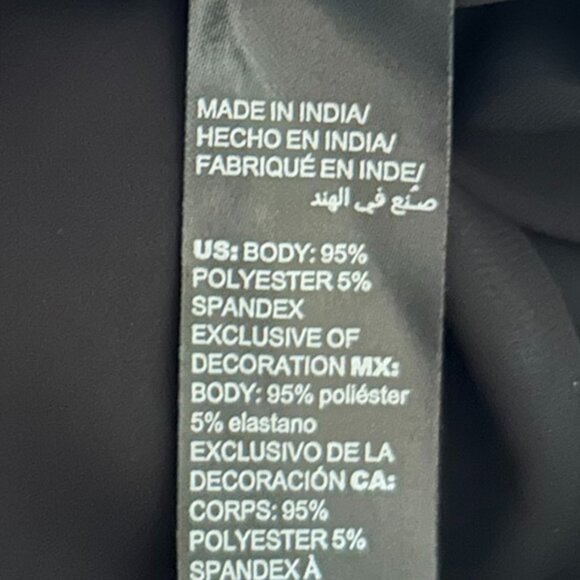 MADE IN INDIA/
HECHO EN INDIA/
FABRIQUÉ EN INDE/
صنّع في الهند
US: BODY: 95%
POLYESTER 5%
SPANDEX
EXCLUSIVE OF
DECORATION MX:
BODY: 95% poliéster
5% elastano
EXCLUSIVO DE LA
DECORACIÓN CA:
CORPS: 95%
POLYESTER 5%
SPANDEX À